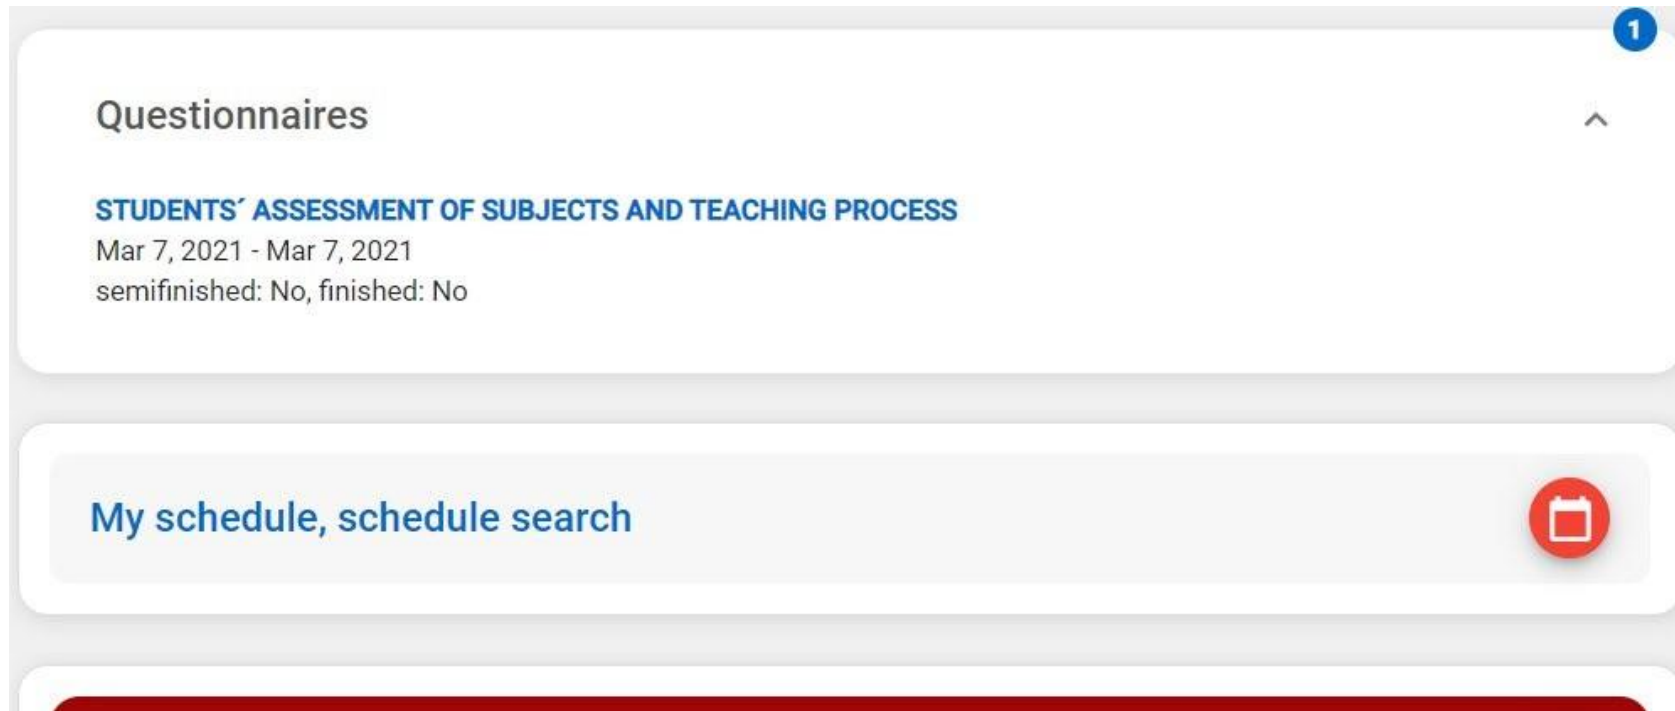 1
Questionnaires
STUDENTS´ ASSESSMENT OF SUBJECTS AND TEACHING PROCESS
Mar 7, 2021 - Mar 7, 2021
semifinished: No, finished: No
My schedule, schedule search